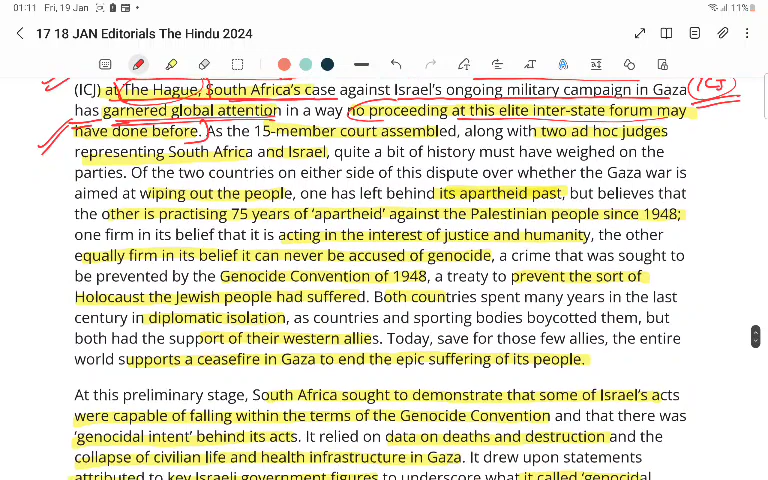 01:11 Fri, 19 Jan
11%
17 18 JAN Editorials The Hindu 2024
(ICJ) at The Hague, South Africa's case against Israel's ongoing military campaign in Gaza
ICJ
has garnered global attention in a way no proceeding at this elite inter-state forum may
have done before. As the 15-member court assembled, along with two ad hoc judges
representing South Africa and Israel, quite a bit of history must have weighed on the
parties. Of the two countries on either side of this dispute over whether the Gaza war is
aimed at wiping out the people, one has left behind its apartheid past, but believes that
the other is practising 75 years of ‘apartheid’ against the Palestinian people since 1948;
one firm in its belief that it is acting in the interest of justice and humanity, the other
equally firm in its belief it can never be accused of genocide, a crime that was sought to
be prevented by the Genocide Convention of 1948, a treaty to prevent the sort of
Holocaust the Jewish people had suffered. Both countries spent many years in the last
century in diplomatic isolation, as countries and sporting bodies boycotted them, but
both had the support of their western allies. Today, save for those few allies, the entire
world supports a ceasefire in Gaza to end the epic suffering of its people.
At this preliminary stage, South Africa sought to demonstrate that some of Israel's acts
were capable of falling within the terms of the Genocide Convention and that there was
‘genocidal intent’ behind its acts. It relied on data on deaths and destruction and the
collapse of civilian life and health infrastructure in Gaza. It drew upon statements
attributed to key Israeli government figures to underscore what it called ‘genocidal